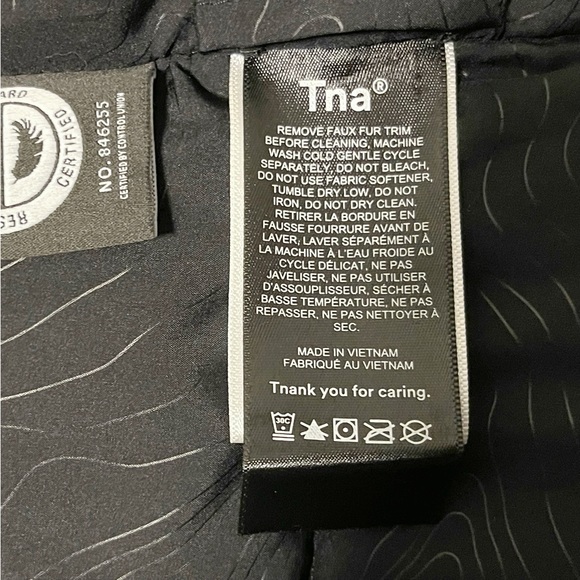 ARD
CERTIFIED
RES
NO. 846255
CERTIFIED BY CONTROL UNION
Tna®
REMOVE FAUX FUR TRIM
BEFORE CLEANING, MACHINE
WASH COLD GENTLE CYCLE
SEPARATELY. DO NOT BLEACH,
DO NOT USE FABRIC SOFTENER,
TUMBLE DRY LOW, DO NOT
IRON, DO NOT DRY CLEAN.
RETIRER LA BORDURE EN
FAUSSE FOURRURE AVANT DE
LAVER, LAVER SÉPARÉMENT À
LA MACHINE À L'EAU FROIDE AU
CYCLE DÉLICAT, NE PAS
JAVELISER, NE PAS UTILISER
D'ASSOUPLISSEUR, SÉCHER À
BASSE TEMPÉRATURE, NE PAS
REPASSER, NE PAS NETTOYER À
SEC.
MADE IN VIETNAM
FABRIQUÉ AU VIETNAM
Tnank you for caring.
30C